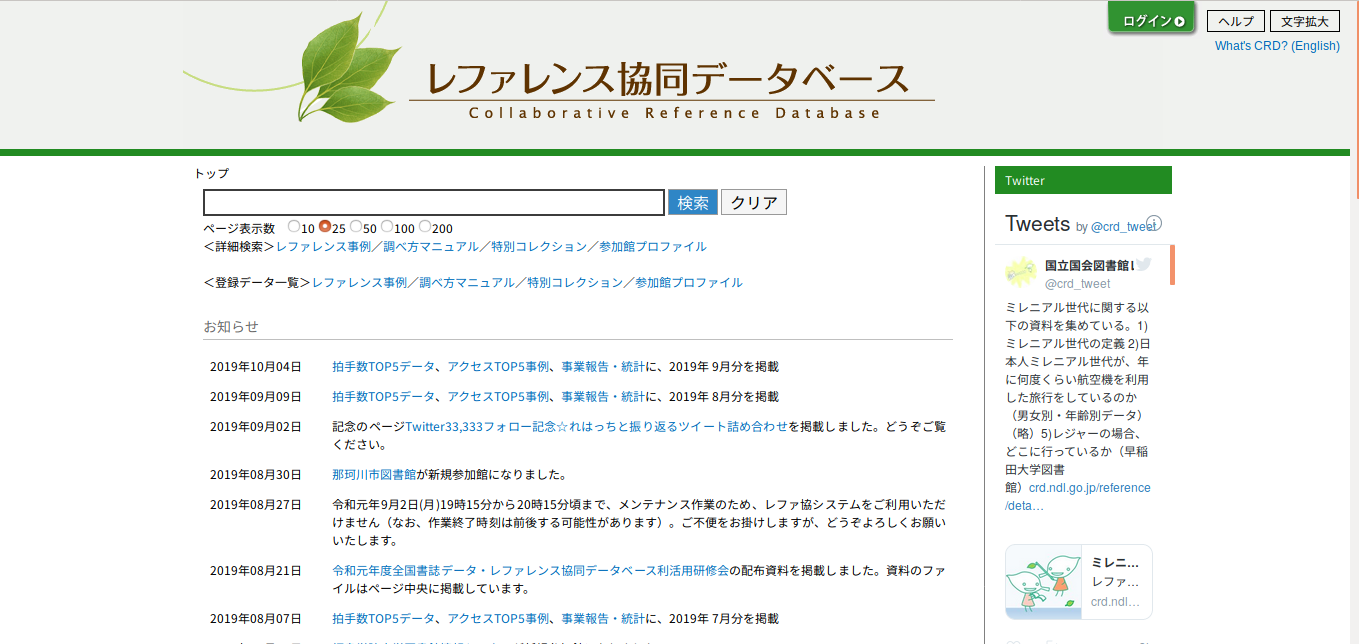 ログイン
ヘルプ
文字拡大
What's CRD? (English)
レファレンス協同データベース
Collaborative Reference Database
トップ
検索
クリア
ページ表示数 10 25 50 100 200
＜詳細検索＞レファレンス事例／調べ方マニュアル／特別コレクション／参加館プロファイル
＜登録データ一覧＞レファレンス事例／調べ方マニュアル／特別コレクション／参加館プロファイル
お知らせ
2019年10月04日 拍手数TOP5データ、アクセスTOP5事例、事業報告・統計に、2019年 9月分を掲載
2019年09月09日 拍手数TOP5データ、アクセスTOP5事例、事業報告・統計に、2019年 8月分を掲載
2019年09月02日 記念のページTwitter33,333フォロー記念☆れはっちと振り返るツイート詰め合わせを掲載しました。どうぞご覧
ください。
2019年08月30日 那珂川市図書館が新規参加館になりました。
2019年08月27日 令和元年9月2日(月)19時15分から20時15分頃まで、メンテナンス作業のため、レファ協システムをご利用いただ
けません（なお、作業終了時刻は前後する可能性があります）。ご不便をお掛けしますが、どうぞよろしくお願い
いたします。
2019年08月21日 令和元年度全国書誌データ・レファレンス協同データベース利活用研修会の配布資料を掲載しました。資料のファ
イルはページ中央に掲載しています。
2019年08月07日 拍手数TOP5データ、アクセスTOP5事例、事業報告・統計に、2019年 7月分を掲載
Twitter
Tweets by @crd_tweet
国立国会図書館
@crd_tweet
ミレニアル世代に関する以
下の資料を集めている。1)
ミレニアル世代の定義 2)日
本人ミレニアル世代が、年
に何度くらい航空機を利用
した旅行をしているのか
（男女別・年齢別データ）
（略）5)レジャーの場合、
どこに行っているか（早稲
田大学図書
館）crd.ndl.go.jp/reference
/deta…
ミレニ…
レファ…
crd.ndl…